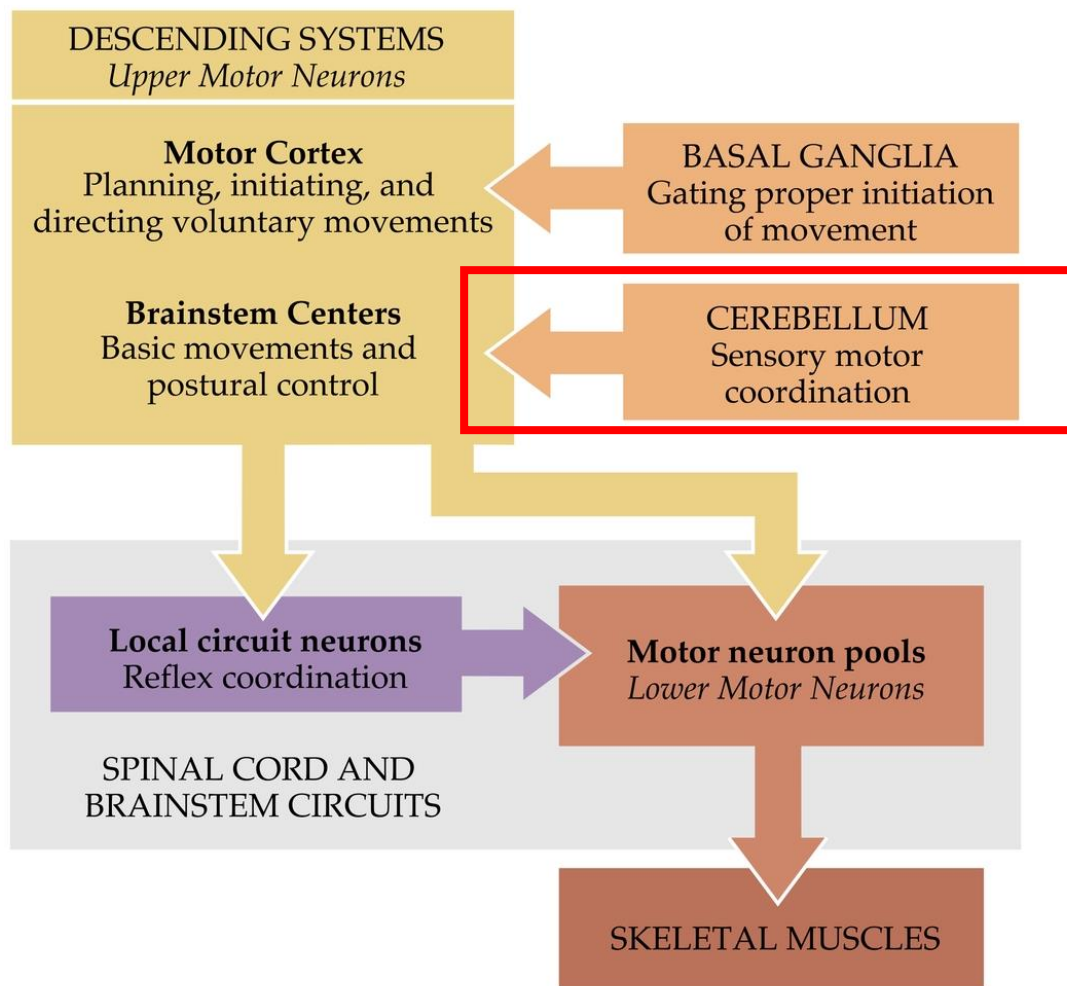 DESCENDING SYSTEMS
Upper Motor Neurons
Motor Cortex
Planning, initiating, and
directing voluntary movements
BASAL GANGLIA
Gating proper initiation
of movement
Brainstem Centers
Basic movements and
postural control
CEREBELLUM
Sensory motor
coordination
Local circuit neurons
Reflex coordination
Motor neuron pools
Lower Motor Neurons
SPINAL CORD AND
BRAINSTEM CIRCUITS
SKELETAL MUSCLES